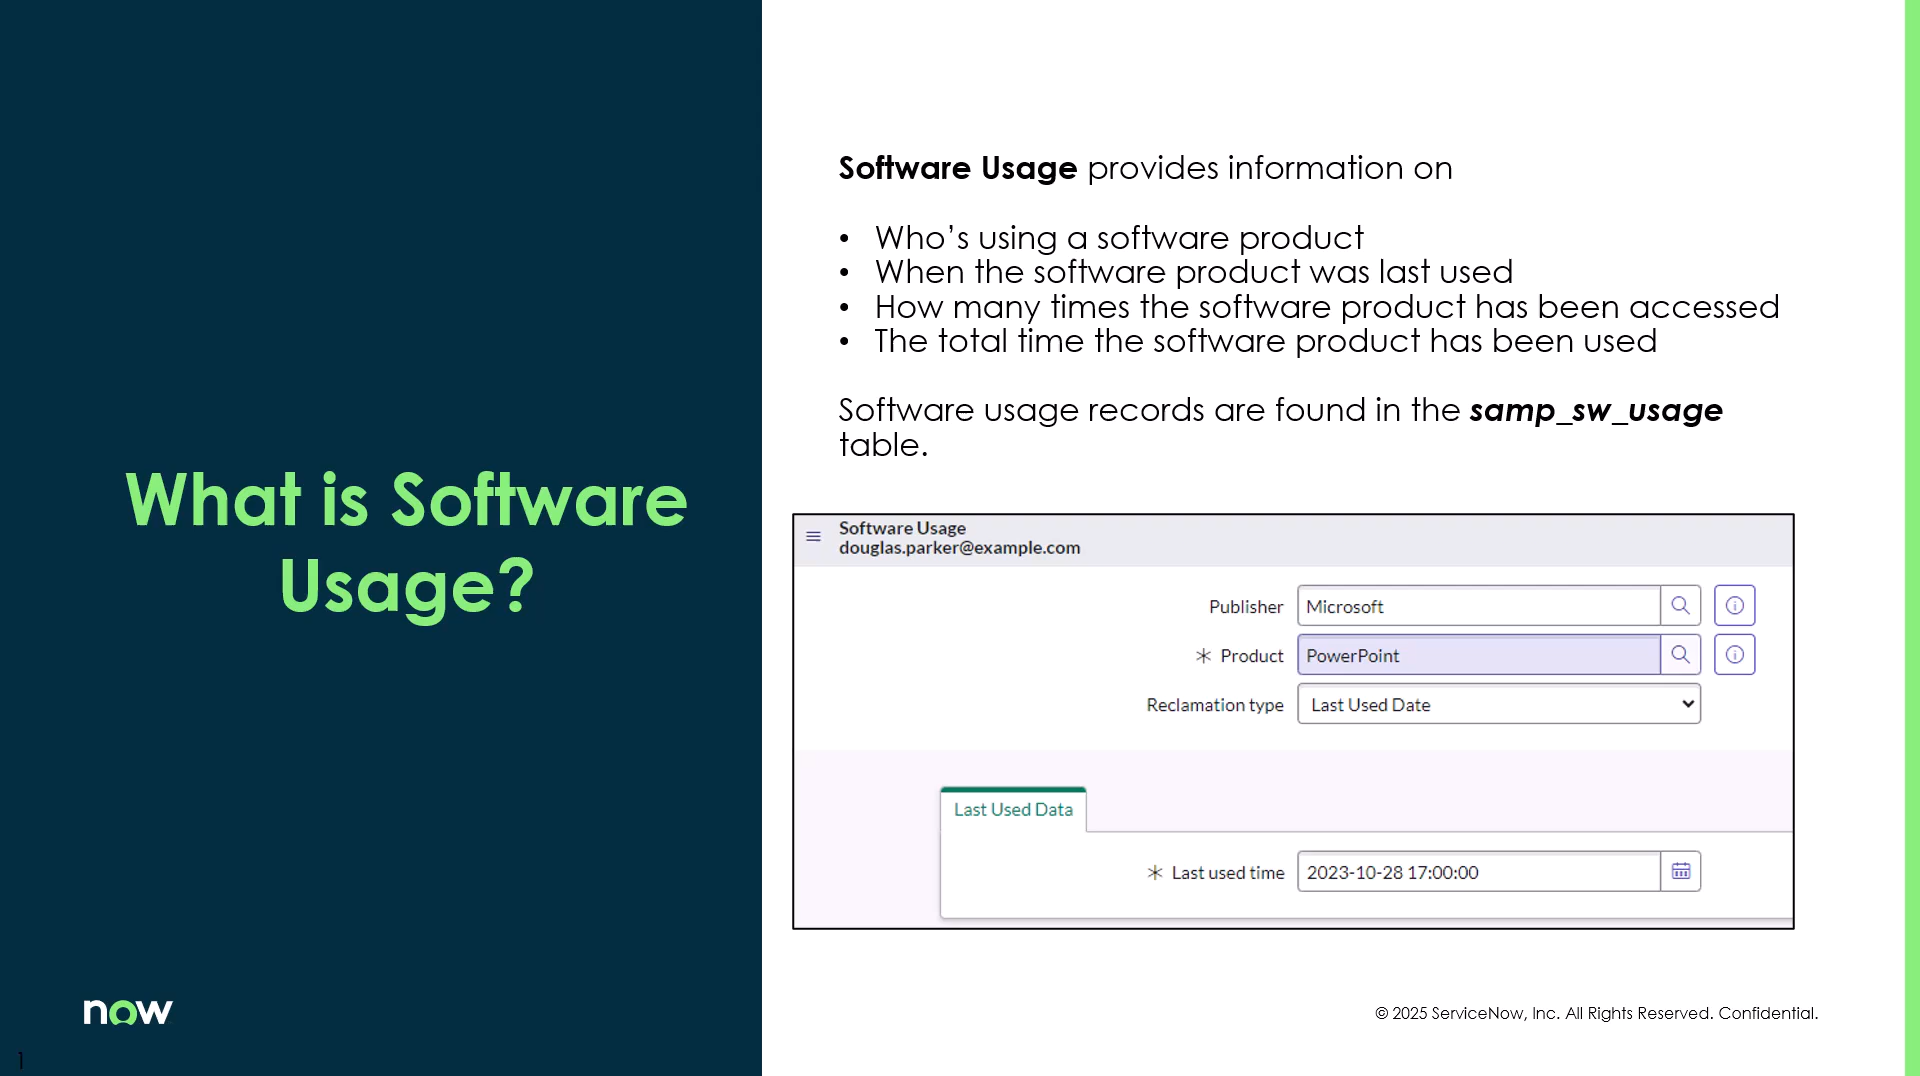 What is Software
Usage?
now
1
Software Usage provides information on
• Who’s using a software product
• When the software product was last used
• How many times the software product has been accessed
• The total time the software product has been used
Software usage records are found in the samp_sw_usage
table.
Software Usage
douglas.parker@example.com
Publisher Microsoft
* Product PowerPoint
Reclamation type Last Used Date
Last Used Data
* Last used time 2023-10-28 17:00:00
© 2025 ServiceNow, Inc. All Rights Reserved. Confidential.